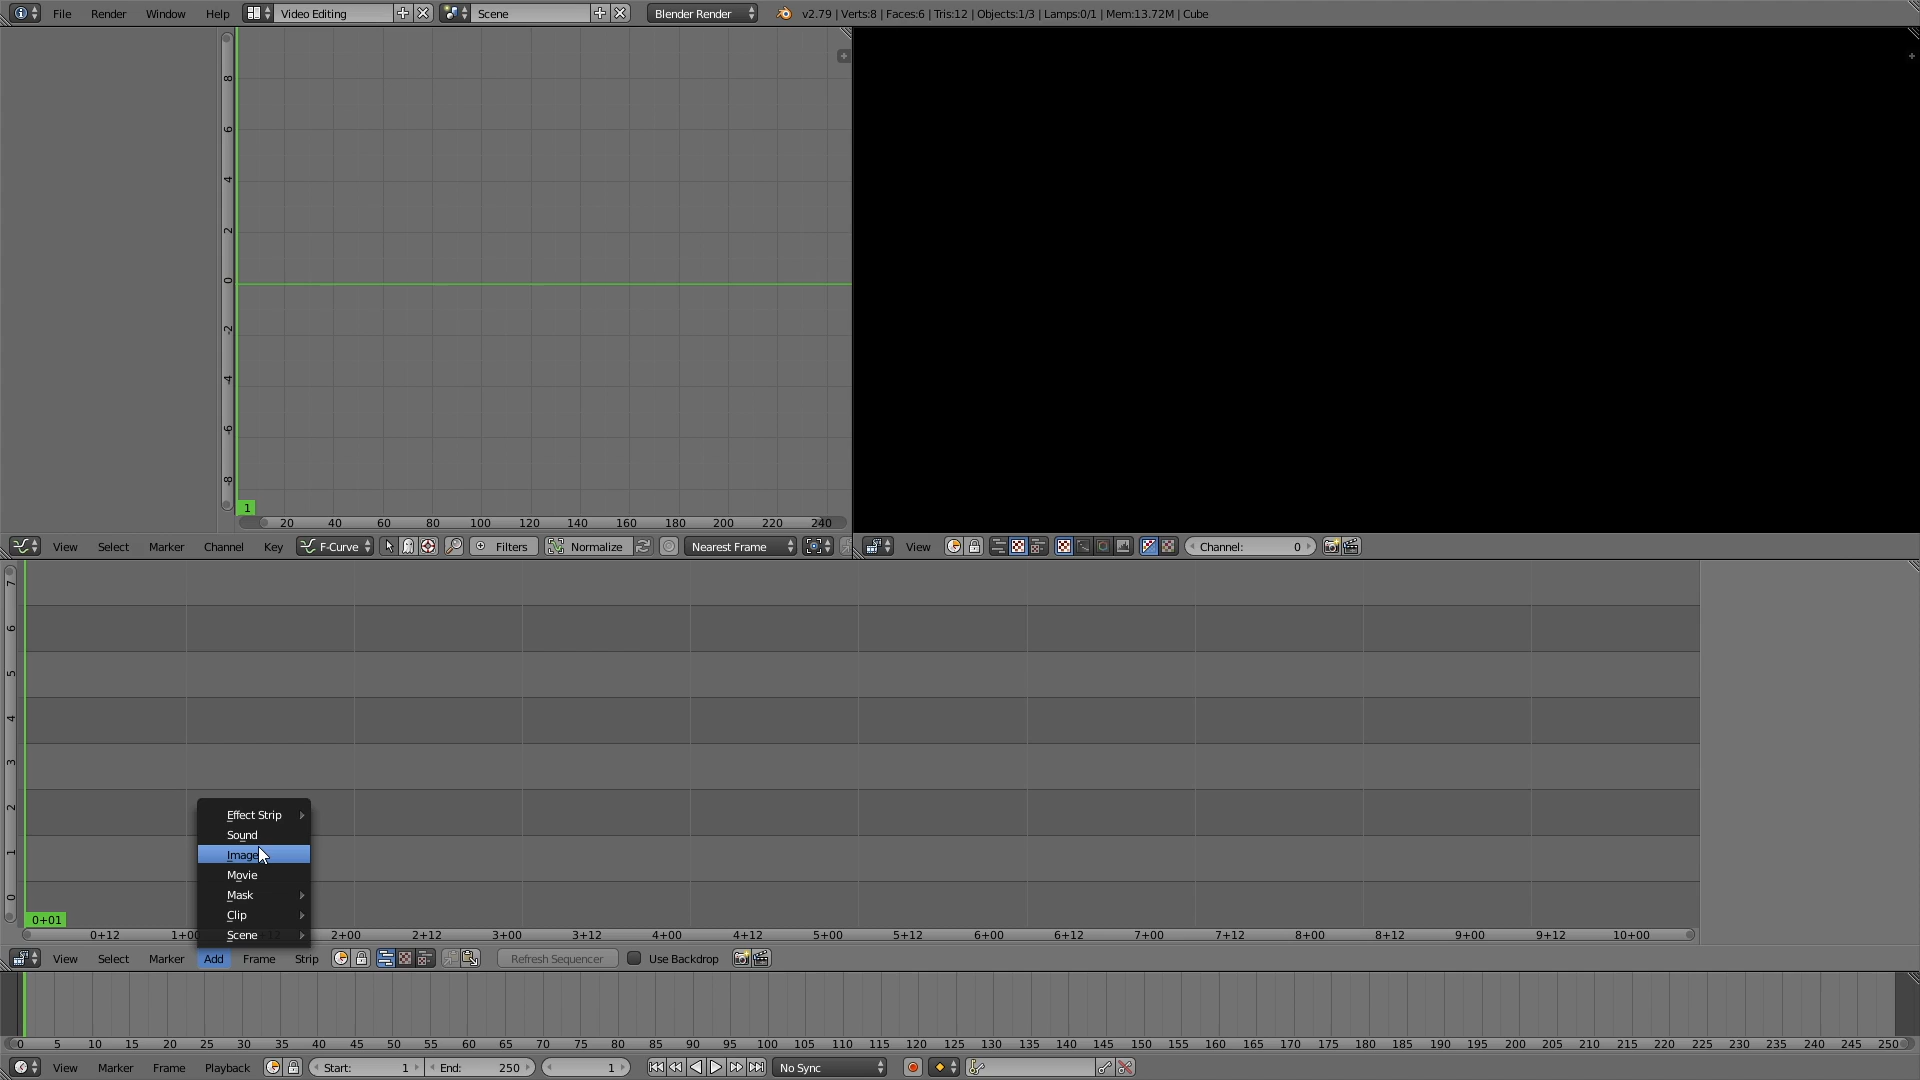 File Render Window Help Video Editing Scene Blender Render v2.79 | Verts:8 | Faces:6 | Tris:12 | Objects:1/3 | Lamps:0/1 | Mem:13.72M | Cube
8
6
4
2
0
-2
-4
-6
-8
1
20 40 60 80 100 120 140 160 180 200 220 240
View Select Marker Channel Key F-Curve Filters Normalize Nearest Frame
View Channel: 0
7
6
5
4
3
2
1
0
Effect Strip
Sound
Image
Movie
Mask
Clip
Scene
0+01
0+12 1+00 2+00 2+12 3+00 3+12 4+00 4+12 5+00 5+12 6+00 6+12 7+00 7+12 8+00 8+12 9+00 9+12 10+00
View Select Marker Add Frame Strip Refresh Sequencer Use Backdrop
0 5 10 15 20 25 30 35 40 45 50 55 60 65 70 75 80 85 90 95 100 105 110 115 120 125 130 135 140 145 150 155 160 165 170 175 180 185 190 195 200 205 210 215 220 225 230 235 240 245 250
View Marker Frame Playback Start: 1 End: 250 1 No Sync